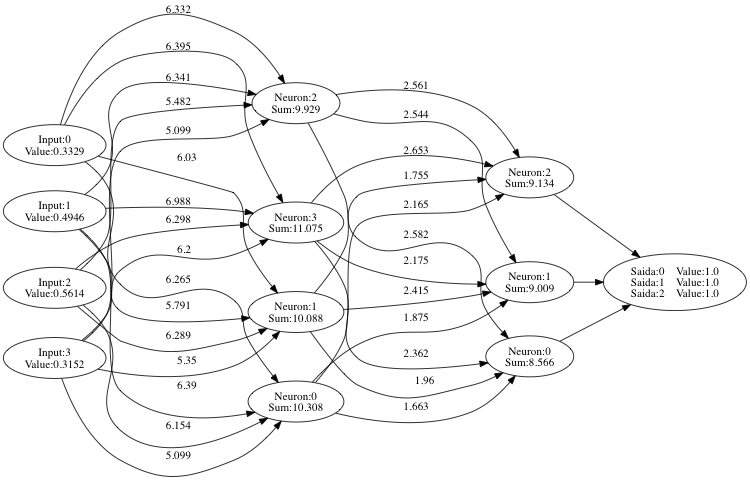 6.332
6.395
6.341
5.482
5.099
6.03
6.988
6.298
6.2
6.265
5.791
6.289
5.35
6.39
6.154
5.099
Input:0
Value:0.3329
Input:1
Value:0.4946
Input:2
Value:0.5614
Input:3
Value:0.3152
Neuron:2
Sum:9.929
Neuron:3
Sum:11.075
Neuron:1
Sum:10.088
Neuron:0
Sum:10.308
2.561
2.544
2.653
1.755
2.165
2.582
2.175
2.415
1.875
2.362
1.96
1.663
Neuron:2
Sum:9.134
Neuron:1
Sum:9.009
Neuron:0
Sum:8.566
Saida:0 Value:1.0
Saida:1 Value:1.0
Saida:2 Value:1.0